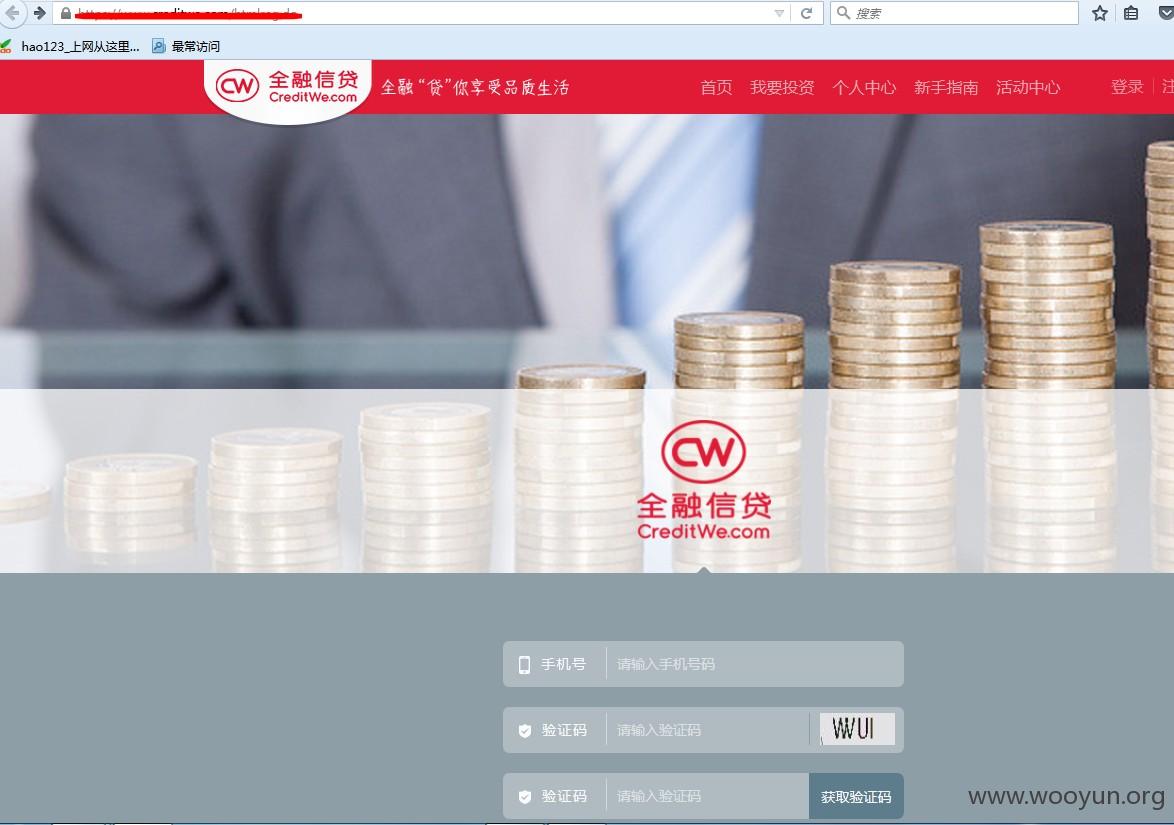 搜索
hao123_上网从这里... 最常访问
CW 全融信贷 CreditWe.com
全融“贷”你享受品质生活
首页 我要投资 个人中心 新手指南 活动中心 登录
CW
全融信贷
CreditWe.com
手机号 请输入手机号码
验证码 请输入验证码
验证码 请输入验证码 获取验证码
www.wooyun.org